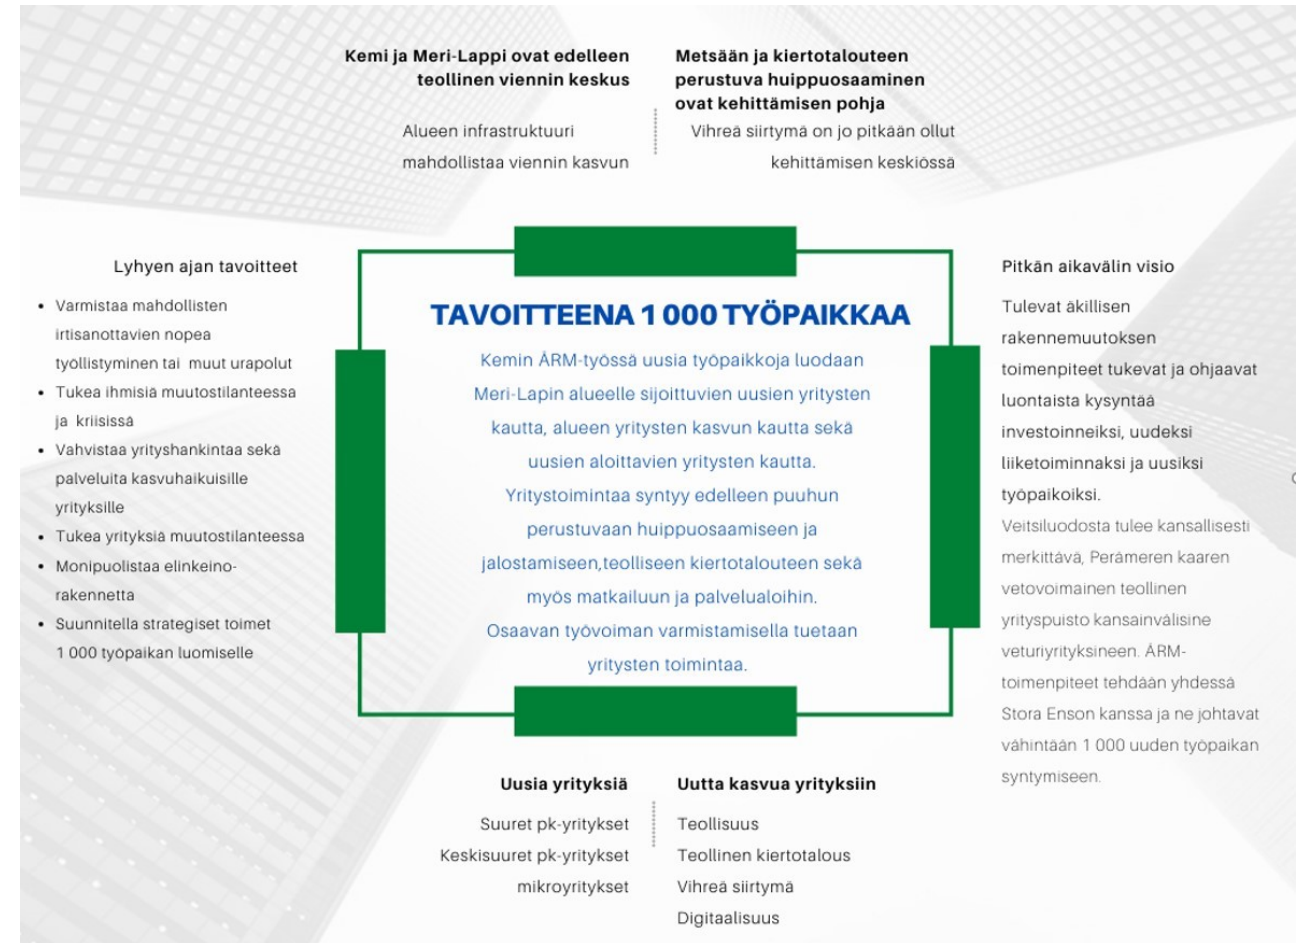 Kemi ja Meri-Lappi ovat edelleen
teollinen viennin keskus
Alueen infrastruktuuri
mahdollistaa viennin kasvun
Metsään ja kiertotalouteen
perustuva huippuosaaminen
ovat kehittämisen pohja
Vihreä siirtymä on jo pitkään ollut
kehittämisen keskiössä
Lyhyen ajan tavoitteet
• Varmistaa mahdollisten
irtisanottavien nopea
työllistyminen tai muut urapolut
• Tukea ihmisiä muutostilanteessa
ja kriisissä
• Vahvistaa yrityshankintaa sekä
palveluita kasvuhaikuisille
yrityksille
• Tukea yrityksiä muutostilanteessa
• Monipuolistaa elinkeino-
rakennetta
• Suunnitella strategiset toimet
1 000 työpaikan luomiselle
TAVOITTEENA 1 000 TYÖPAIKKAA
Kemin ÄRM-työssä uusia työpaikkoja luodaan
Meri-Lapin alueelle sijoittuvien uusien yritysten
kautta, alueen yritysten kasvun kautta sekä
uusien aloittavien yritysten kautta.
Yritystoimintaa syntyy edelleen puuhun
perustuvaan huippuosaamiseen ja
jalostamiseen,teolliseen kiertotalouteen sekä
myös matkailuun ja palvelualoihin.
Osaavan työvoiman varmistamisella tuetaan
yritysten toimintaa.
Pitkän aikavälin visio
Tulevat äkillisen
rakennemuutoksen
toimenpiteet tukevat ja ohjaavat
luontaista kysyntää
investoinneiksi, uudeksi
liiketoiminnaksi ja uusiksi
työpaikoiksi.
Veitsiluodosta tulee kansallisesti
merkittävä, Perämeren kaaren
vetovoimainen teollinen
yrityspuisto kansainvälisine
veturiyrityksineen. ÄRM-
toimenpiteet tehdään yhdessä
Stora Enson kanssa ja ne johtavat
vähintään 1 000 uuden työpaikan
syntymiseen.
Uusia yrityksiä
Suuret pk-yritykset
Keskisuuret pk-yritykset
mikroyritykset
Uutta kasvua yrityksiin
Teollisuus
Teollinen kiertotalous
Vihreä siirtymä
Digitaalisuus